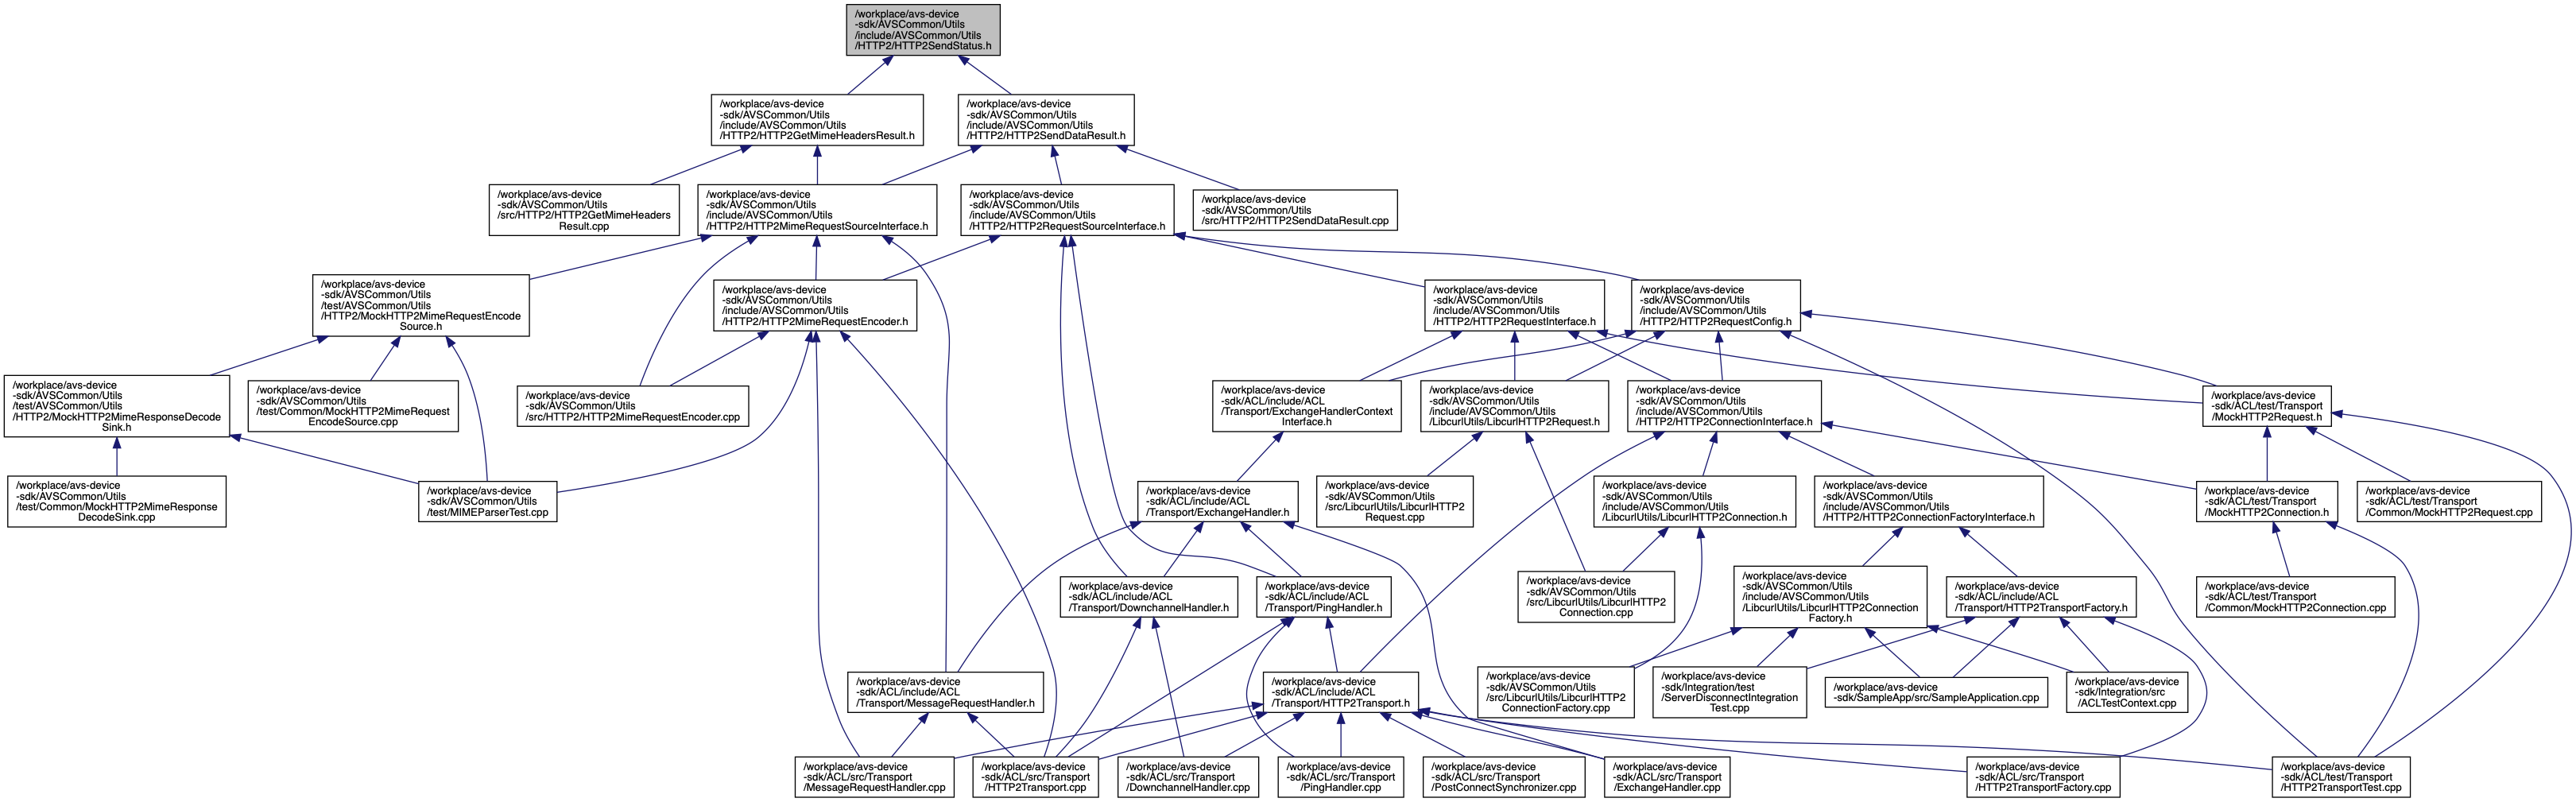 /workplace/avs-device
-sdk/AVSCommon/Utils
/include/AVSCommon/Utils
/HTTP2/HTTP2SendStatus.h
/workplace/avs-device
-sdk/AVSCommon/Utils
/include/AVSCommon/Utils
/HTTP2/HTTP2GetMimeHeadersResult.h
/workplace/avs-device
-sdk/AVSCommon/Utils
/include/AVSCommon/Utils
/HTTP2/HTTP2SendDataResult.h
/workplace/avs-device
-sdk/AVSCommon/Utils
/src/HTTP2/HTTP2GetMimeHeaders
Result.cpp
/workplace/avs-device
-sdk/AVSCommon/Utils
/include/AVSCommon/Utils
/HTTP2/HTTP2MimeRequestSourceInterface.h
/workplace/avs-device
-sdk/AVSCommon/Utils
/include/AVSCommon/Utils
/HTTP2/HTTP2RequestSourceInterface.h
/workplace/avs-device
-sdk/AVSCommon/Utils
/src/HTTP2/HTTP2SendDataResult.cpp
/workplace/avs-device
-sdk/AVSCommon/Utils
/test/AVSCommon/Utils
/HTTP2/MockHTTP2MimeRequestEncode
Source.h
/workplace/avs-device
-sdk/AVSCommon/Utils
/include/AVSCommon/Utils
/HTTP2/HTTP2MimeRequestEncoder.h
/workplace/avs-device
-sdk/AVSCommon/Utils
/include/AVSCommon/Utils
/HTTP2/HTTP2RequestInterface.h
/workplace/avs-device
-sdk/AVSCommon/Utils
/include/AVSCommon/Utils
/HTTP2/HTTP2RequestConfig.h
/workplace/avs-device
-sdk/AVSCommon/Utils
/test/AVSCommon/Utils
/HTTP2/MockHTTP2MimeResponseDecode
Sink.h
/workplace/avs-device
-sdk/AVSCommon/Utils
/test/Common/MockHTTP2MimeRequest
EncodeSource.cpp
/workplace/avs-device
-sdk/AVSCommon/Utils
/src/HTTP2/HTTP2MimeRequestEncoder.cpp
/workplace/avs-device
-sdk/ACL/include/ACL
/Transport/ExchangeHandlerContext
Interface.h
/workplace/avs-device
-sdk/AVSCommon/Utils
/include/AVSCommon/Utils
/LibcurlUtils/LibcurlHTTP2Request.h
/workplace/avs-device
-sdk/AVSCommon/Utils
/include/AVSCommon/Utils
/HTTP2/HTTP2ConnectionInterface.h
/workplace/avs-device
-sdk/ACL/test/Transport
/MockHTTP2Request.h
/workplace/avs-device
-sdk/AVSCommon/Utils
/test/Common/MockHTTP2MimeResponse
DecodeSink.cpp
/workplace/avs-device
-sdk/AVSCommon/Utils
/test/MIMEParserTest.cpp
/workplace/avs-device
-sdk/ACL/include/ACL
/Transport/ExchangeHandler.h
/workplace/avs-device
-sdk/AVSCommon/Utils
/src/LibcurlUtils/LibcurlHTTP2
Request.cpp
/workplace/avs-device
-sdk/AVSCommon/Utils
/include/AVSCommon/Utils
/LibcurlUtils/LibcurlHTTP2Connection.h
/workplace/avs-device
-sdk/AVSCommon/Utils
/include/AVSCommon/Utils
/HTTP2/HTTP2ConnectionFactoryInterface.h
/workplace/avs-device
-sdk/ACL/test/Transport
/MockHTTP2Connection.h
/workplace/avs-device
-sdk/ACL/test/Transport
/Common/MockHTTP2Request.cpp
/workplace/avs-device
-sdk/ACL/include/ACL
/Transport/DownchannelHandler.h
/workplace/avs-device
-sdk/ACL/include/ACL
/Transport/PingHandler.h
/workplace/avs-device
-sdk/AVSCommon/Utils
/src/LibcurlUtils/LibcurlHTTP2
Connection.cpp
/workplace/avs-device
-sdk/AVSCommon/Utils
/include/AVSCommon/Utils
/LibcurlUtils/LibcurlHTTP2Connection
Factory.h
/workplace/avs-device
-sdk/ACL/include/ACL
/Transport/HTTP2TransportFactory.h
/workplace/avs-device
-sdk/ACL/test/Transport
/Common/MockHTTP2Connection.cpp
/workplace/avs-device
-sdk/ACL/include/ACL
/Transport/MessageRequestHandler.h
/workplace/avs-device
-sdk/ACL/include/ACL
/Transport/HTTP2Transport.h
/workplace/avs-device
-sdk/AVSCommon/Utils
/src/LibcurlUtils/LibcurlHTTP2
ConnectionFactory.cpp
/workplace/avs-device
-sdk/Integration/test
/ServerDisconnectIntegration
Test.cpp
/workplace/avs-device
-sdk/SampleApp/src/SampleApplication.cpp
/workplace/avs-device
-sdk/Integration/src
/ACLTestContext.cpp
/workplace/avs-device
-sdk/ACL/src/Transport
/MessageRequestHandler.cpp
/workplace/avs-device
-sdk/ACL/src/Transport
/HTTP2Transport.cpp
/workplace/avs-device
-sdk/ACL/src/Transport
/DownchannelHandler.cpp
/workplace/avs-device
-sdk/ACL/src/Transport
/PingHandler.cpp
/workplace/avs-device
-sdk/ACL/src/Transport
/PostConnectSynchronizer.cpp
/workplace/avs-device
-sdk/ACL/src/Transport
/ExchangeHandler.cpp
/workplace/avs-device
-sdk/ACL/src/Transport
/HTTP2TransportFactory.cpp
/workplace/avs-device
-sdk/ACL/test/Transport
/HTTP2TransportTest.cpp